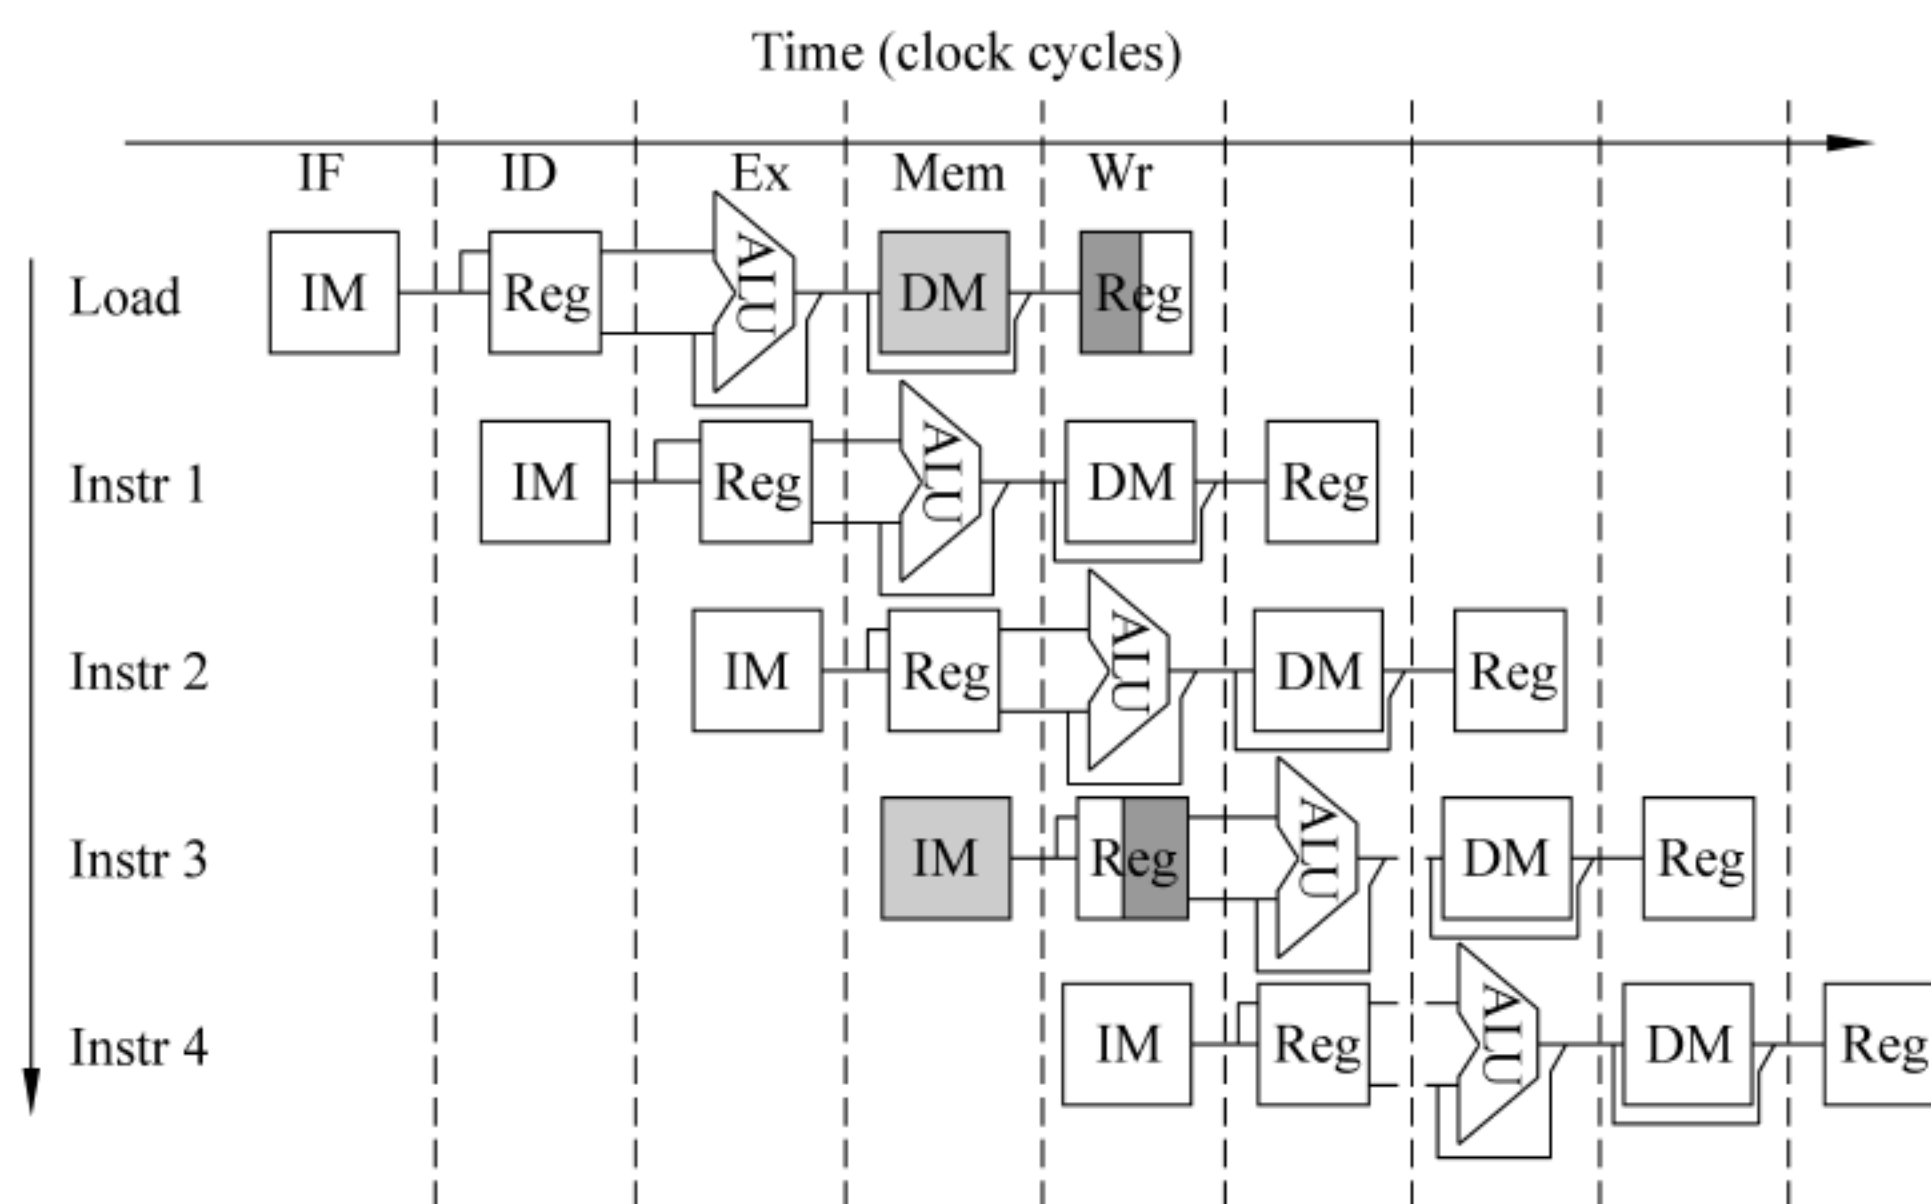 Time (clock cycles)
IF ID Ex Mem Wr
Load IM Reg ALU DM Reg
Instr 1 IM Reg ALU DM Reg
Instr 2 IM Reg ALU DM Reg
Instr 3 IM Reg ALU DM Reg
Instr 4 IM Reg ALU DM Reg